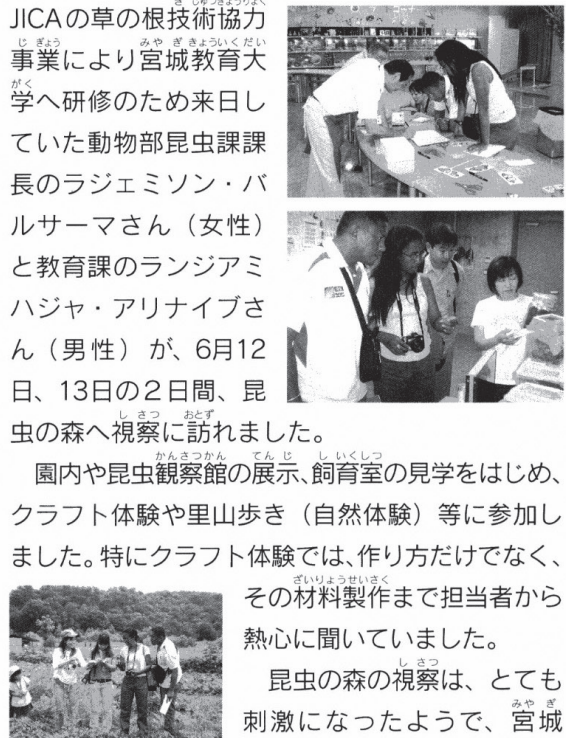 JICAの草の根技術協力
事業により宮城教育大
学へ研修のため来日し
ていた動物部昆虫課課
長のラジェミソン・バ
ルサーマさん（女性）
と教育課のランジアミ
ハジャ・アリナイブさ
ん（男性）が、6月12
日、13日の２日間、昆
虫の森へ視察に訪れました。
園内や昆虫観察館の展示、飼育室の見学をはじめ、
クラフト体験や里山歩き（自然体験）等に参加し
ました。特にクラフト体験では、作り方だけでなく、
その材料製作まで担当者から
熱心に聞いていました。
昆虫の森の視察は、とても
刺激になったようで、宮城